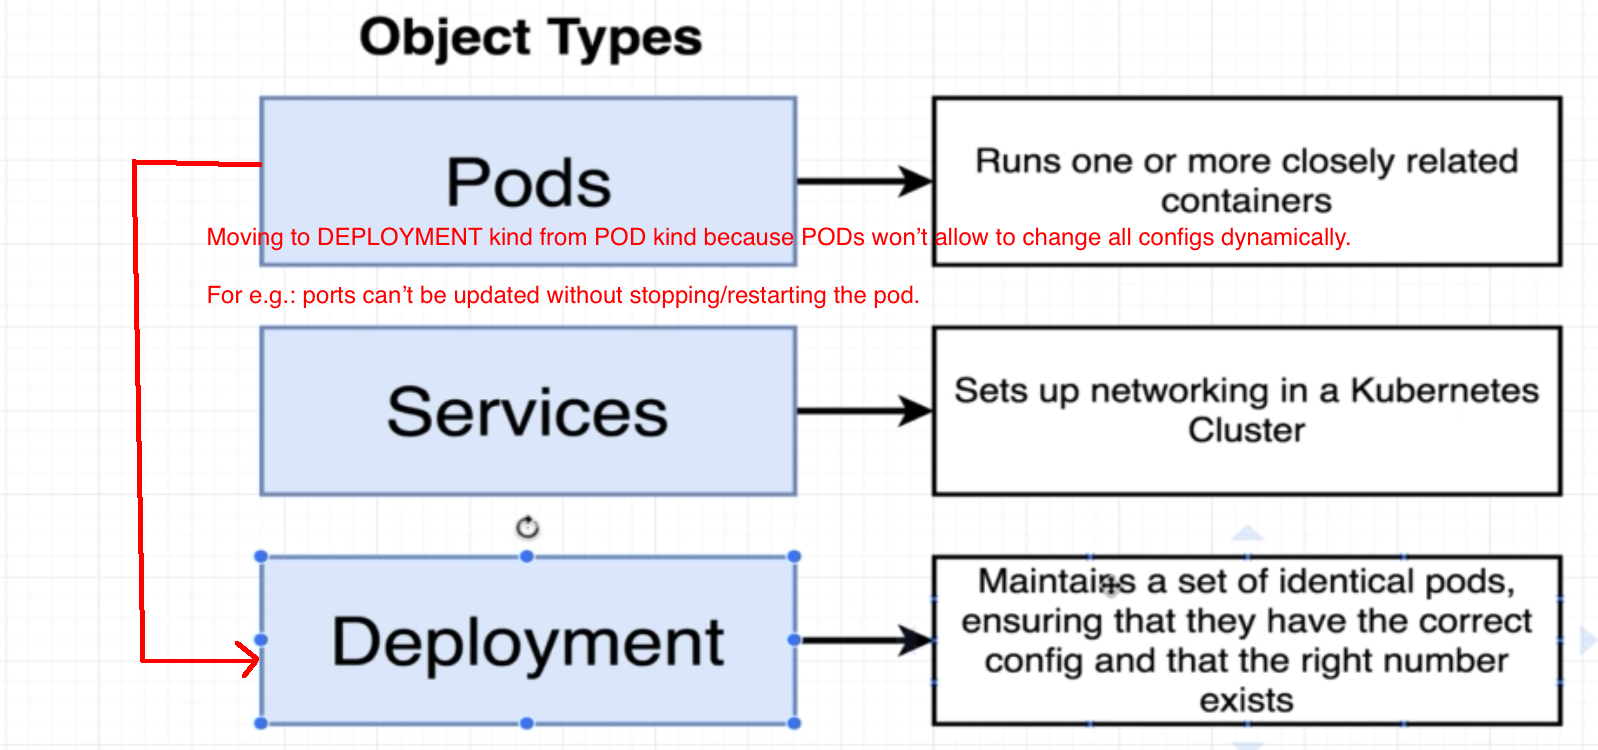 Object Types
Pods
Runs one or more closely related
containers
Moving to DEPLOYMENT kind from POD kind because PODs won't allow to change all configs dynamically.
For e.g.: ports can't be updated without stopping/restarting the pod.
Services
Sets up networking in a Kubernetes
Cluster
Deployment
Maintains a set of identical pods,
ensuring that they have the correct
config and that the right number
exists